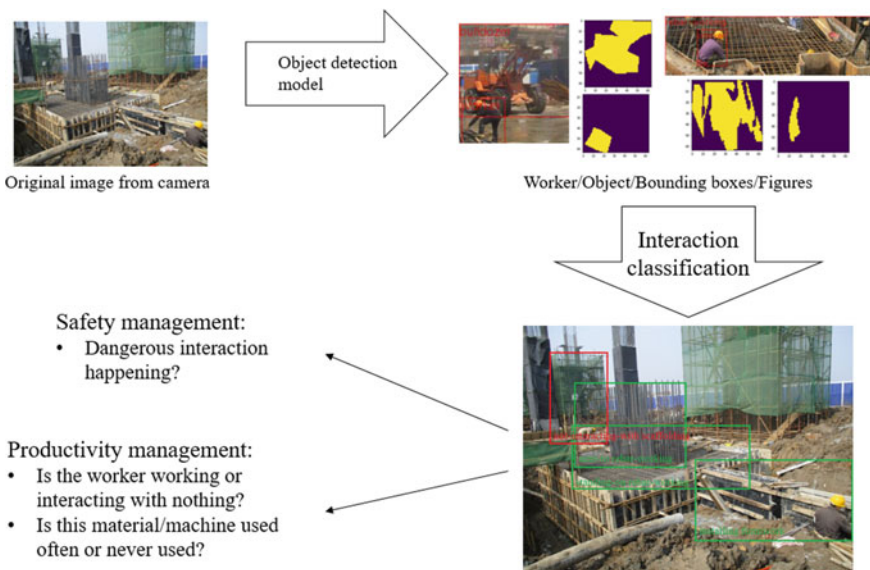 Object detection
model
Original image from camera
Worker/Object/Bounding boxes/Figures
Interaction
classification
Safety management:
• Dangerous interaction
happening?
Productivity management:
• Is the worker working or
interacting with nothing?
• Is this material/machine used
often or never used?